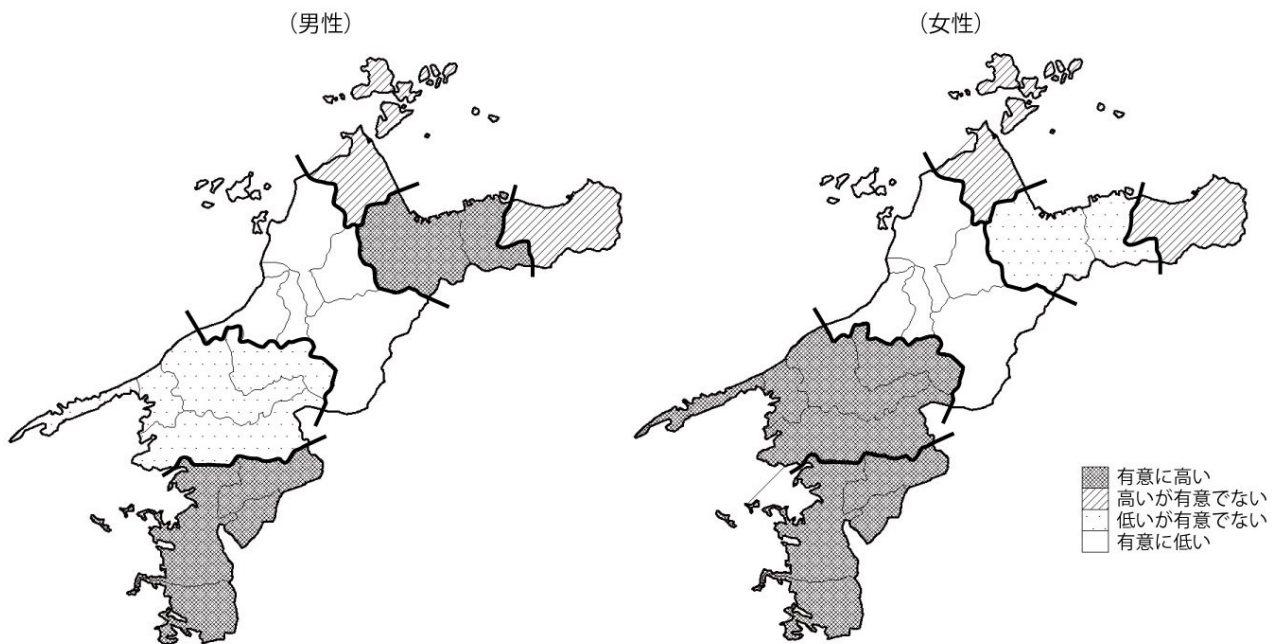 （男性）
（女性）
有意に高い
高いが有意でない
低いが有意でない
有意に低い